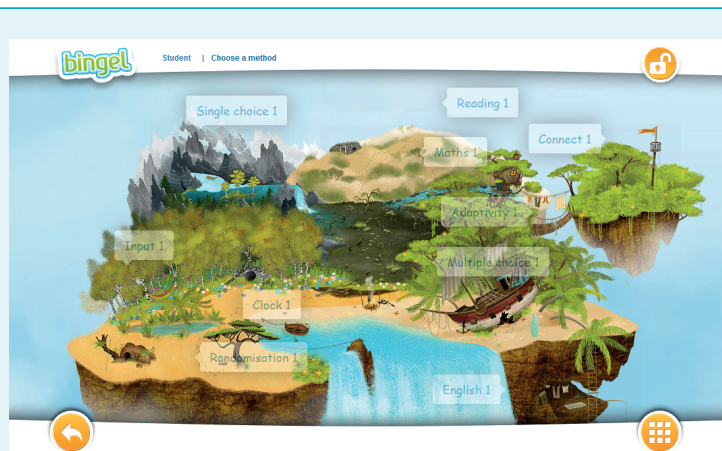 bingel
Student | Choose a method
Single choice 1
Reading 1
Maths 1
Connect 1
Adaptivity 1
Input 1
Multiple choice 1
Clock 1
Randomisation 1
English 1